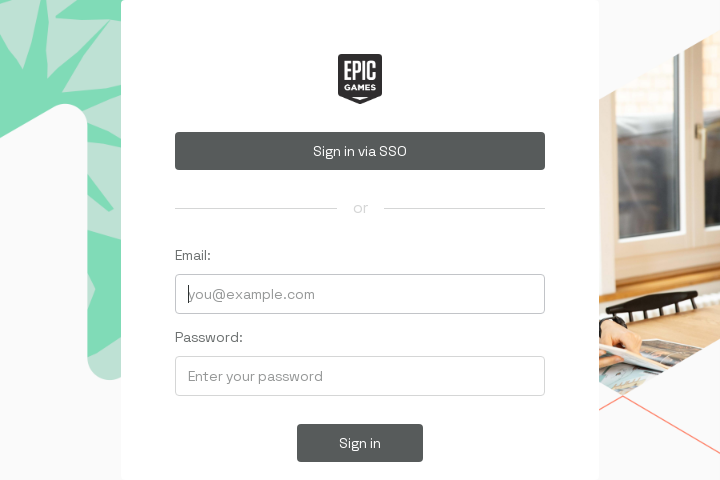 EPIC
GAMES
Sign in via SSO
or
Email:
you@example.com
Password:
Enter your password
Sign in